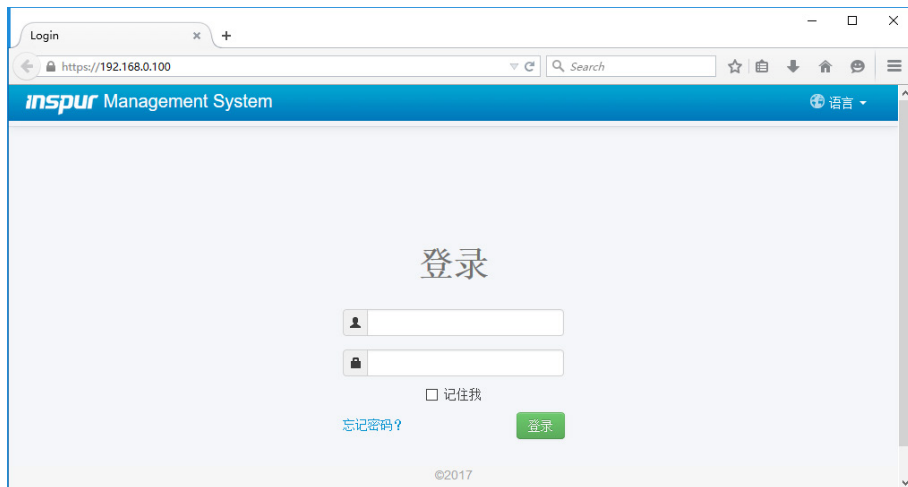 Login
https://192.168.0.100
Search
inspur Management System
语言
登录
记住我
忘记密码？
登录
©2017